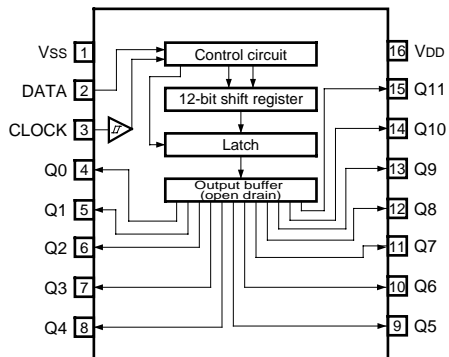 Vss 1
DATA 2
CLOCK 3
Q0 4
Q1 5
Q2 6
Q3 7
Q4 8
Control circuit
12-bit shift register
Latch
Output buffer
(open drain)
16 VDD
15 Q11
14 Q10
13 Q9
12 Q8
11 Q7
10 Q6
9 Q5